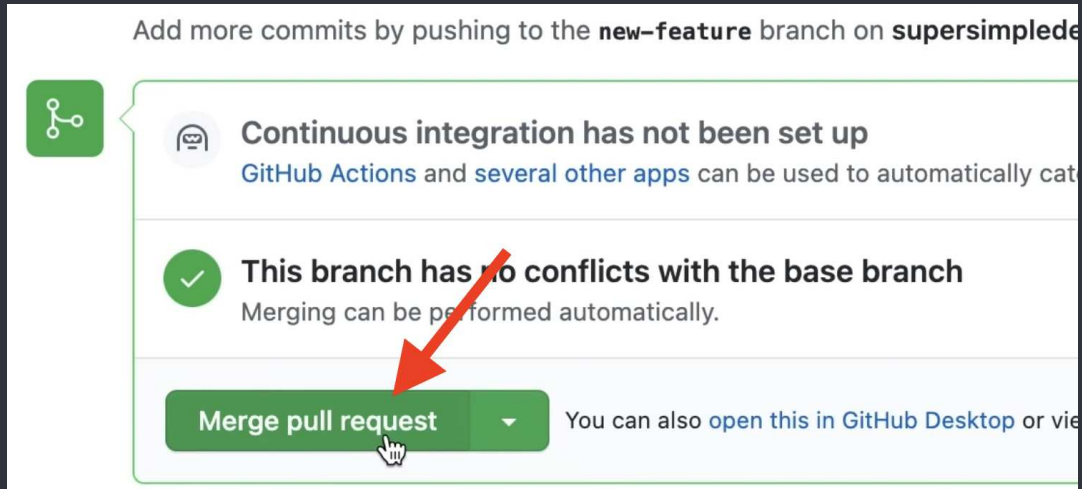 Add more commits by pushing to the new-feature branch on supersimplede
Continuous integration has not been set up
GitHub Actions and several other apps can be used to automatically cat
This branch has no conflicts with the base branch
Merging can be performed automatically.
Merge pull request
You can also open this in GitHub Desktop or vie